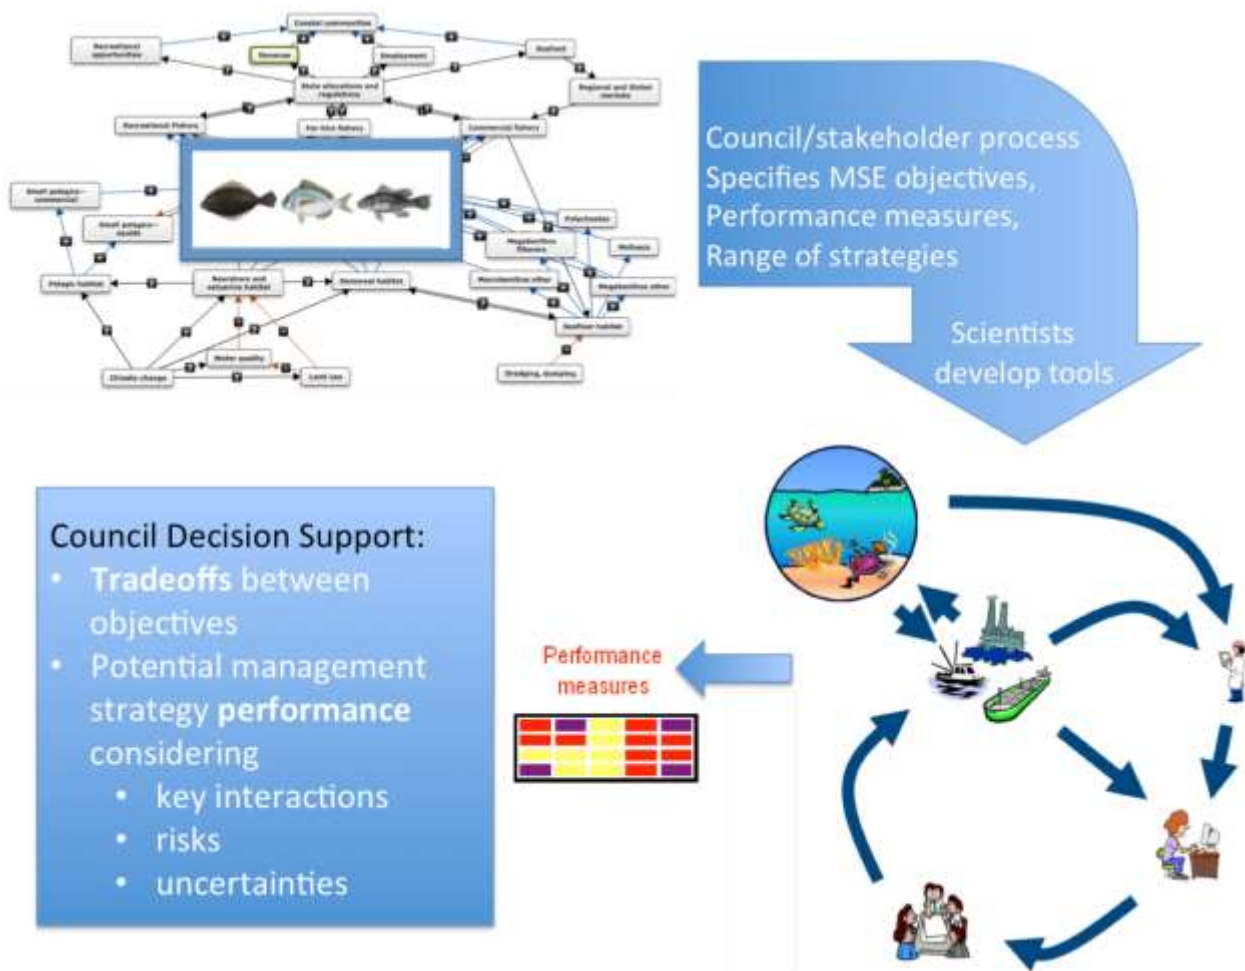 Coastal communities
Recreational
opportunities
Revenue
Employment
Seafood
State allocations and
regulations
Regional and Global
markets
Recreational Fishery
For-hire fishery
Commercial fishery
Small pelagics--
commercial
Small pelagics--
Polychaetes
Megabenthos
filterers
Molluscs
Pelagic habitat
Nearshore and
estuarine habitat
Demersal habitat
Macrobenthos other
Megabenthos other
Seafloor habitat
Water quality
Climate change
Land use
Dredging, dumping
Council/stakeholder process
Specifies MSE objectives,
Performance measures,
Range of strategies
Scientists
develop tools
Council Decision Support:
• Tradeoffs between
objectives
• Potential management
strategy performance
considering
• key interactions
• risks
• uncertainties
Performance
measures